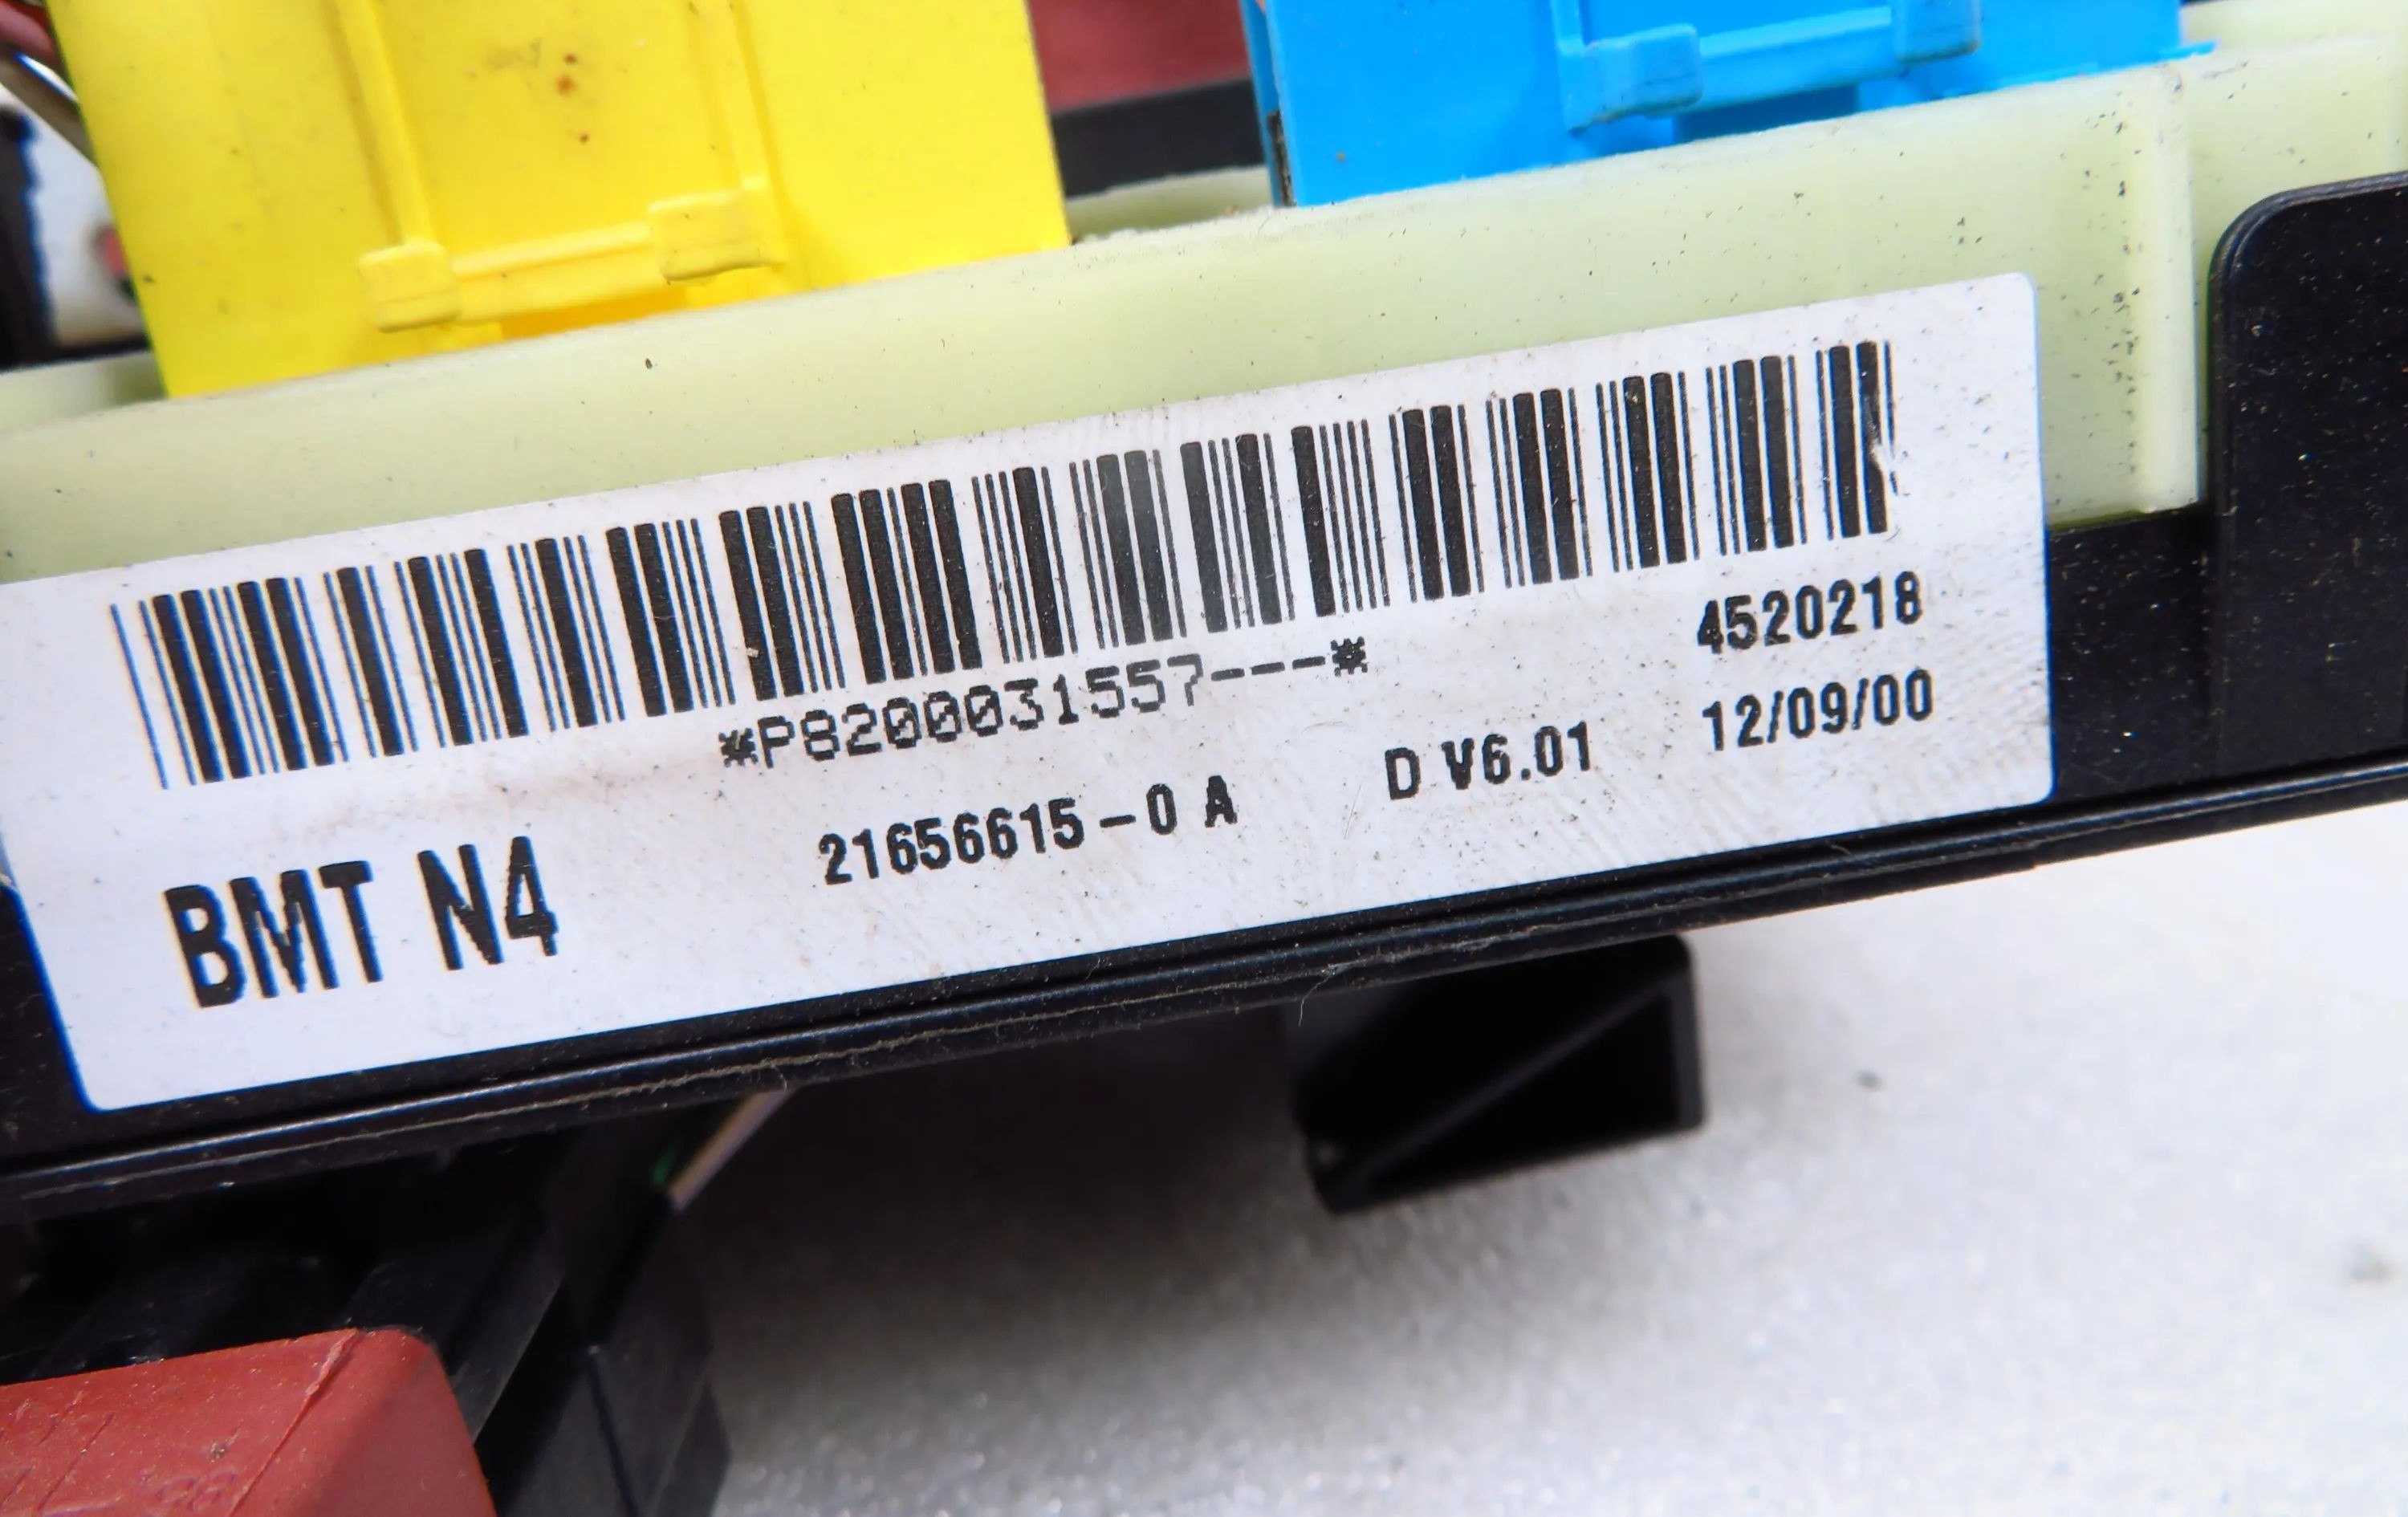 *P8200031557---*
4520218
BMT N4
21656615-0 A
D V6.01
12/09/00